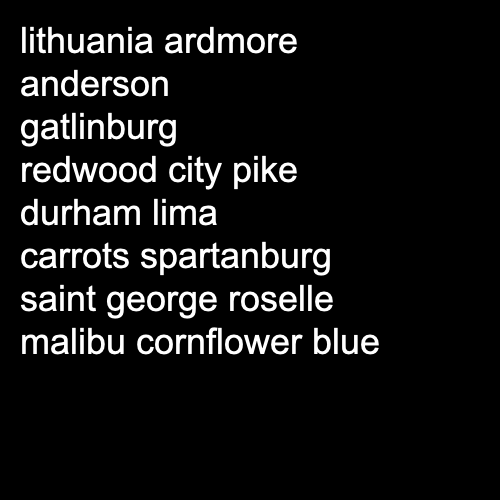 lithuania ardmore
anderson
gatlinburg
redwood city pike
durham lima
carrots spartanburg
saint george roselle
malibu cornflower blue